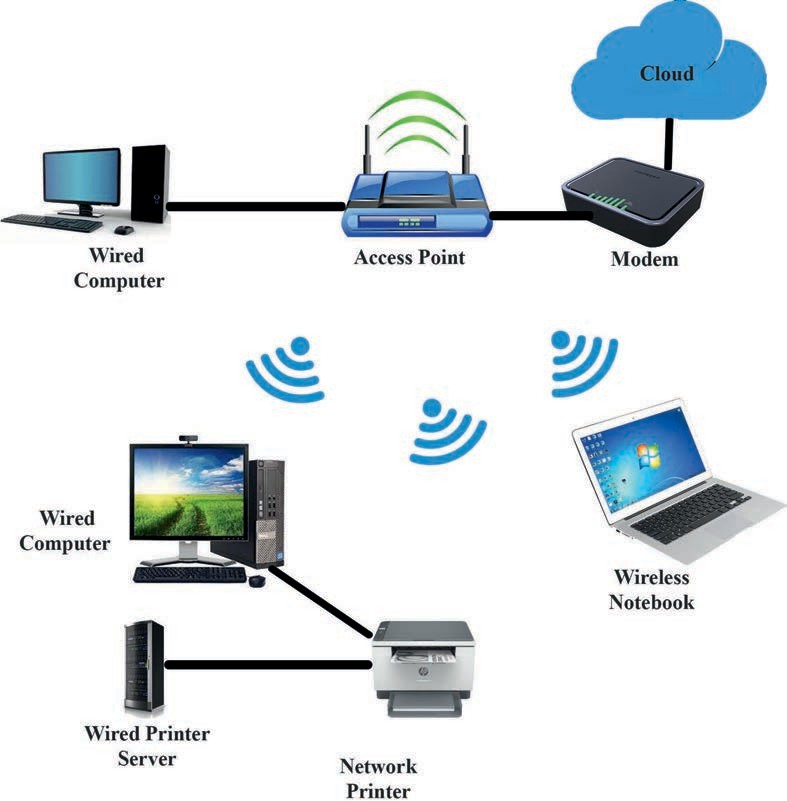 Cloud
Wired
Computer
Access Point
Modem
Wired
Computer
Wireless
Notebook
Wired Printer
Server
Network
Printer